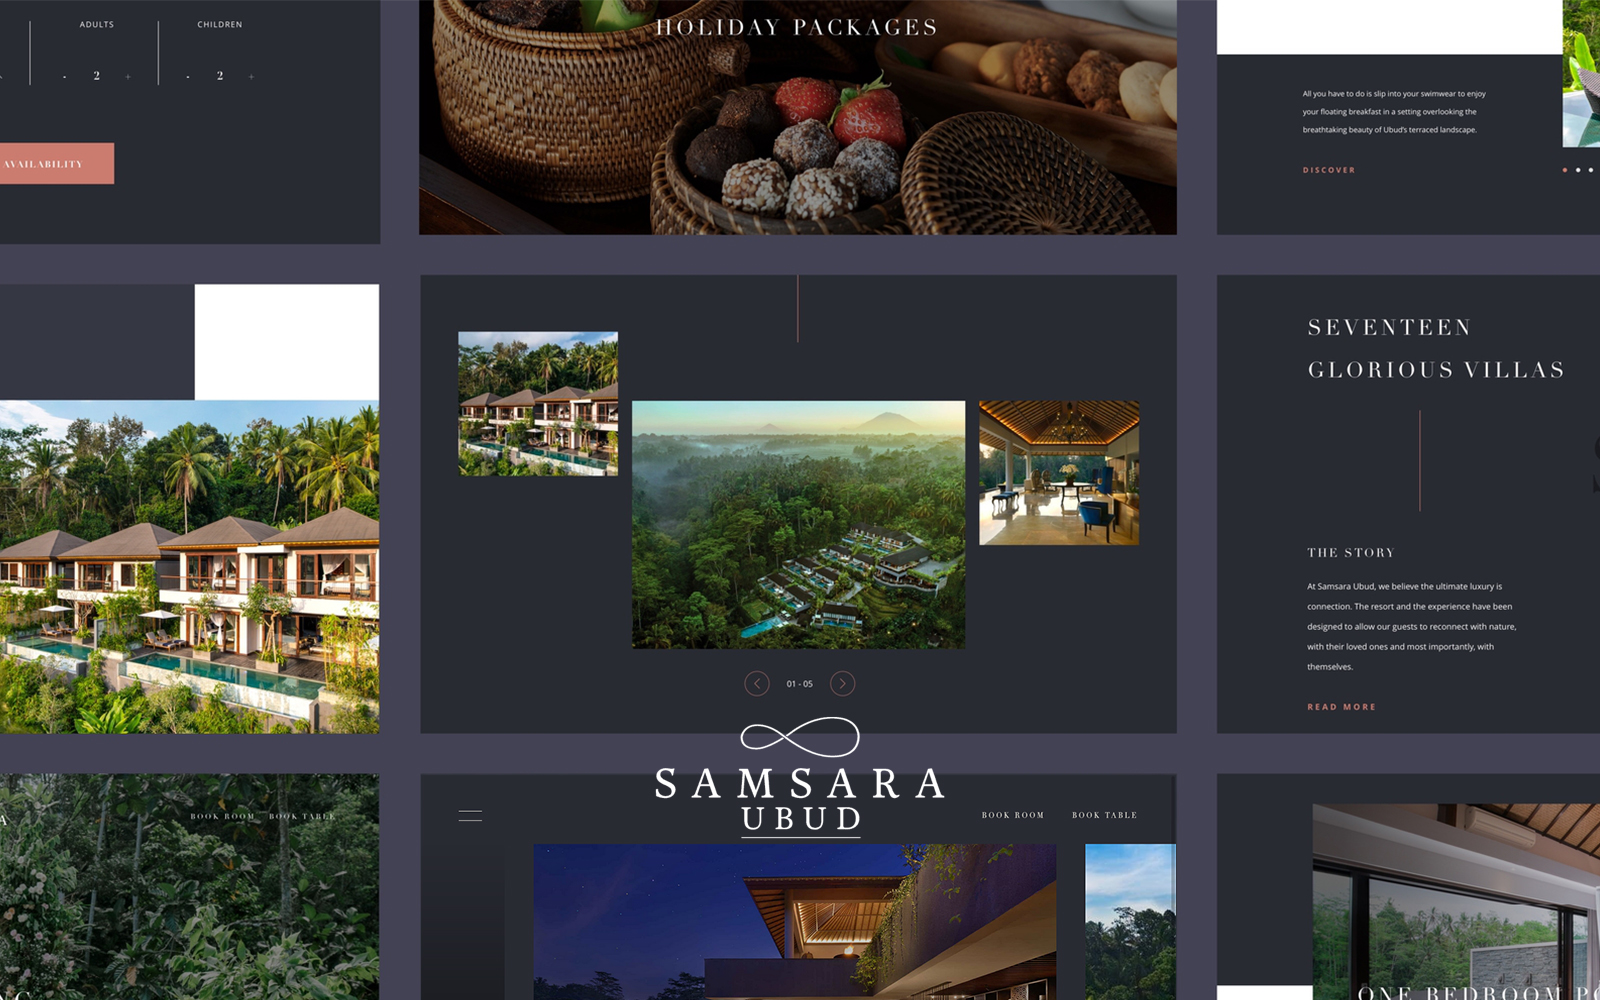 ADULTS
CHILDREN
- 2 +
- 2 +
AVAILABILITY
HOLIDAY PACKAGES
All you have to do is slip into your swimwear to enjoy
your floating breakfast in a setting overlooking the
breathtaking beauty of Ubud's terraced landscape.
DISCOVER
01 - 05
SEVENTEEN
GLORIOUS VILLAS
THE STORY
At Samsara Ubud, we believe the ultimate luxury is
connection. The resort and the experience have been
designed to allow our guests to reconnect with nature,
with their loved ones and most importantly, with
themselves.
READ MORE
BOOK ROOM BOOK TABLE
SAMSARA
UBUD
BOOK ROOM BOOK TABLE
ONE BEDROOM